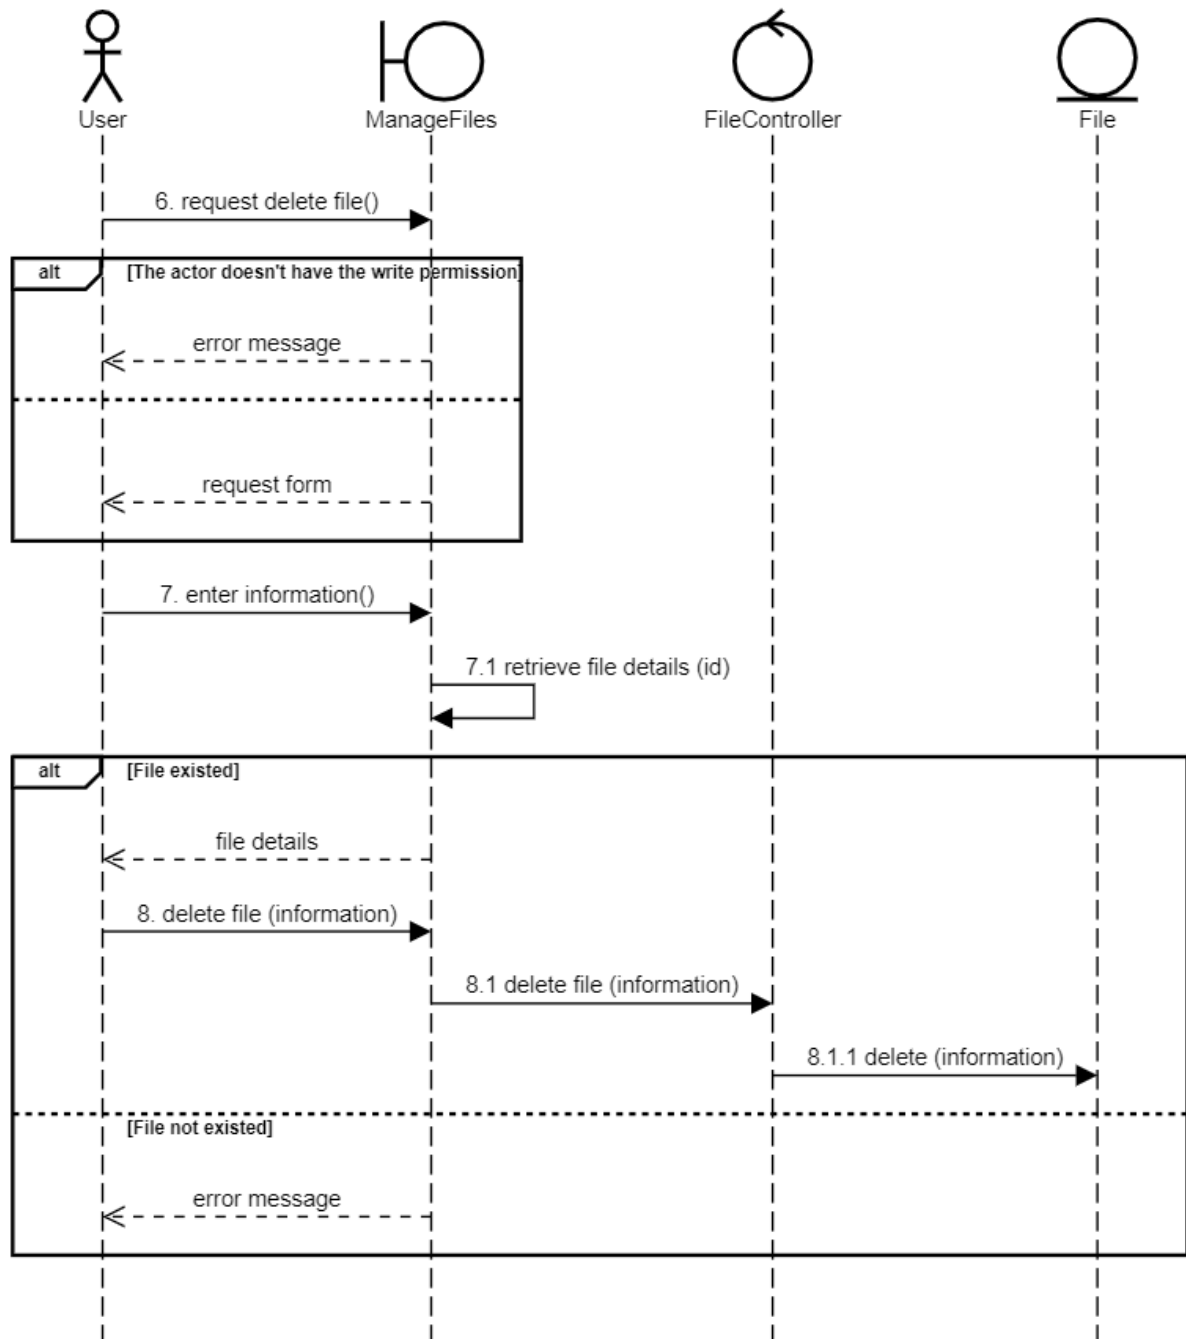 User
ManageFiles
FileController
File
6. request delete file()
alt
[The actor doesn't have the write permission]
error message
request form
7. enter information()
7.1 retrieve file details (id)
alt
[File existed]
file details
8. delete file (information)
8.1 delete file (information)
8.1.1 delete (information)
[File not existed]
error message